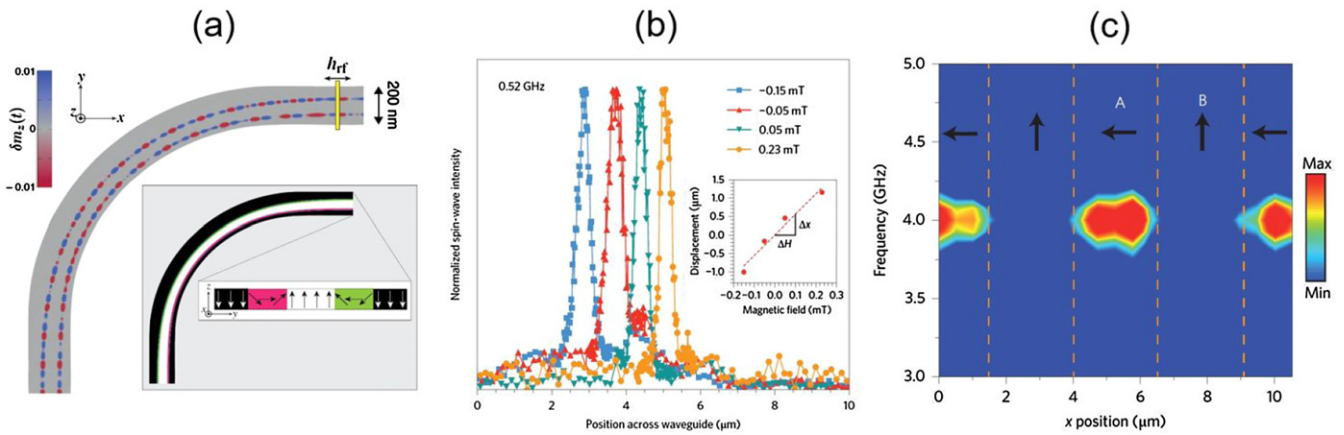 (a)
(b)
(c)
0.01
0
-0.01
δm_z (t)
y
z
x
h_rf
200 nm
z
x
y
0.52 GHz
−0.15 mT
−0.05 mT
0.05 mT
0.23 mT
Displacement (μm)
1.5
1.0
0.5
0.0
−0.5
−1.0
Δx
ΔH
−0.2
−0.1
0.0
0.1
0.2
0.3
Magnetic field (mT)
Normalized spin-wave intensity
0
2
4
6
8
10
Position across waveguide (μm)
Frequency (GHz)
5.0
4.5
4.0
3.5
3.0
A
B
0
2
4
6
8
10
x position (μm)
Max
Min